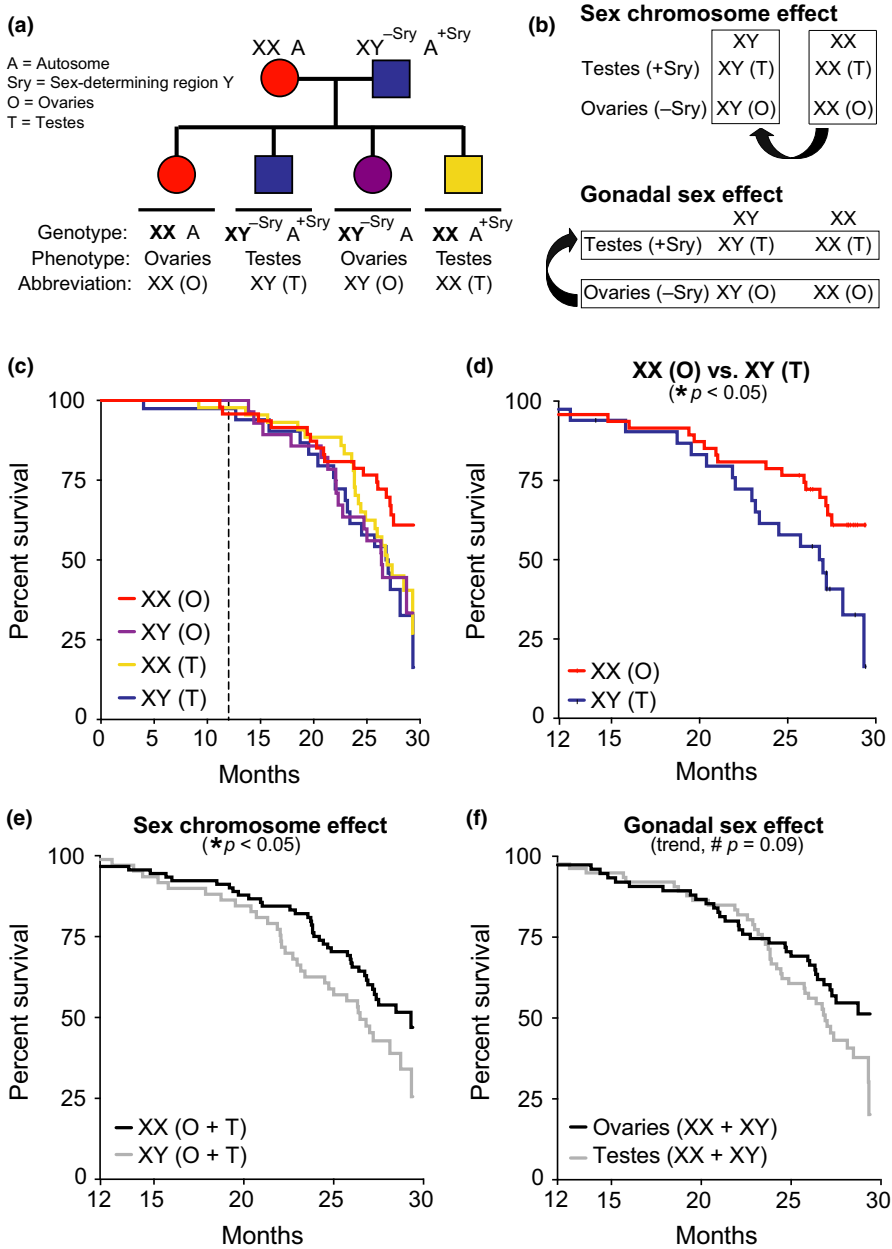 (a)
XX A
XY–Sry A+Sry
A = Autosome
Sry = Sex-determining region Y
O = Ovaries
T = Testes
Genotype: XX A XY–Sry A+Sry XY–Sry A XX A+Sry
Phenotype: Ovaries Testes Ovaries Testes
Abbreviation: XX (O) XY (T) XY (O) XX (T)
(b)
Sex chromosome effect
XY XX
Testes (+Sry) XY (T) XX (T)
Ovaries (–Sry) XY (O) XX (O)
Gonadal sex effect
XY XX
Testes (+Sry) XY (T) XX (T)
Ovaries (–Sry) XY (O) XX (O)
(c)
Percent survival
100
75
50
25
0
XX (O)
XY (O)
XX (T)
XY (T)
0 5 10 15 20 25 30
Months
(d)
XX (O) vs. XY (T)
(* p < 0.05)
Percent survival
100
75
50
25
0
XX (O)
XY (T)
12 20 25 30
Months
(e)
Sex chromosome effect
(* p < 0.05)
Percent survival
100
75
50
25
0
XX (O + T)
XY (O + T)
12 20 25 30
Months
(f)
Gonadal sex effect
(trend, # p = 0.09)
Percent survival
100
75
50
25
0
Ovaries (XX + XY)
Testes (XX + XY)
12 20 25 30
Months